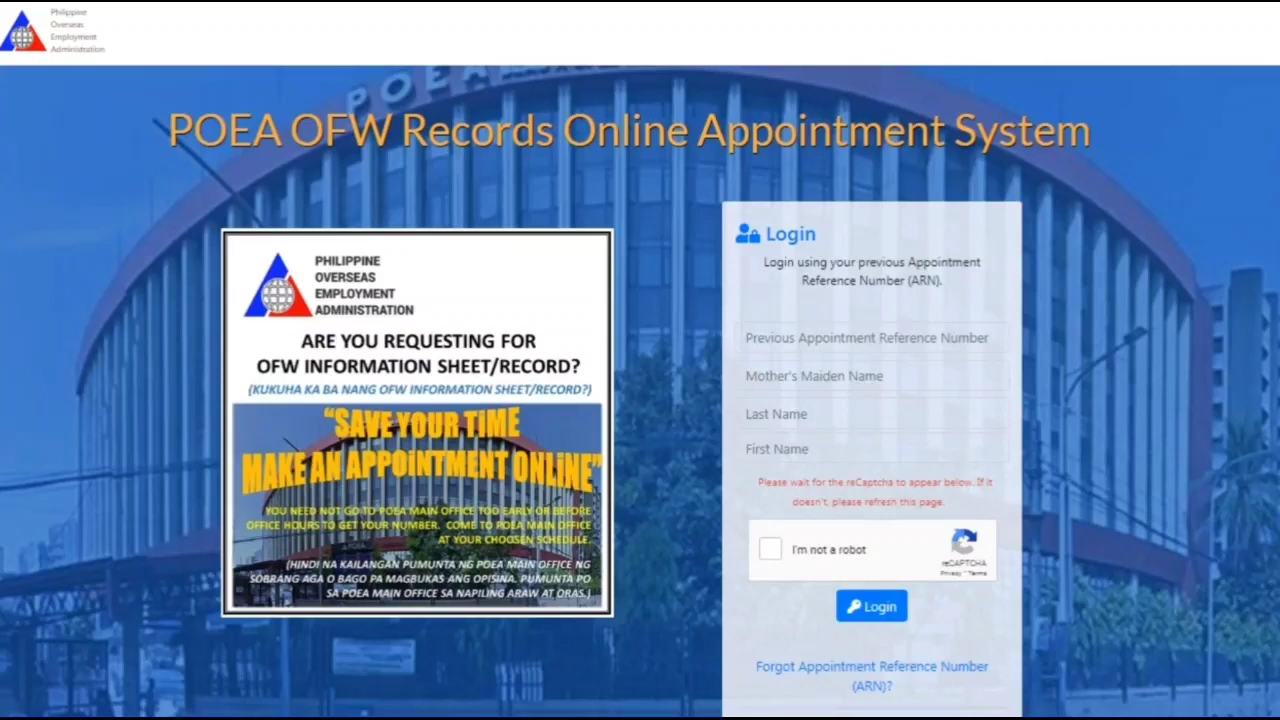 Philippine
Overseas
Employment
Administration
POEA
POEA OFW Records Online Appointment System
PHILIPPINE
OVERSEAS
EMPLOYMENT
ADMINISTRATION
ARE YOU REQUESTING FOR
OFW INFORMATION SHEET/RECORD?
(KUKUHA KA BA NANG OFW INFORMATION SHEET/RECORD?)
"SAVE YOUR TIME
MAKE AN APPOiNTMENT ONLiNE"
YOU NEED NOT GO TO POEA MAIN OFFICE TOO EARLY OR BEFORE
OFFICE HOURS TO GET YOUR NUMBER. COME TO POEA MAIN OFFICE
AT YOUR CHOOSEN SCHEDULE.
(HINDI NA KAILANGAN PUMUNTA NG POEA MAIN OFFICE NG
SOBRANG AGA O BAGO PA MAGBUKAS ANG OPISINA. PUMUNTA PO
SA POEA MAIN OFFICE SA NAPILING ARAW AT ORAS.)
Login
Login using your previous Appointment
Reference Number (ARN).
Previous Appointment Reference Number
Mother's Maiden Name
Last Name
First Name
Please wait for the reCaptcha to appear below. If it
doesn't, please refresh this page.
I'm not a robot
reCAPTCHA
Privacy - Terms
Login
Forgot Appointment Reference Number
(ARN)?